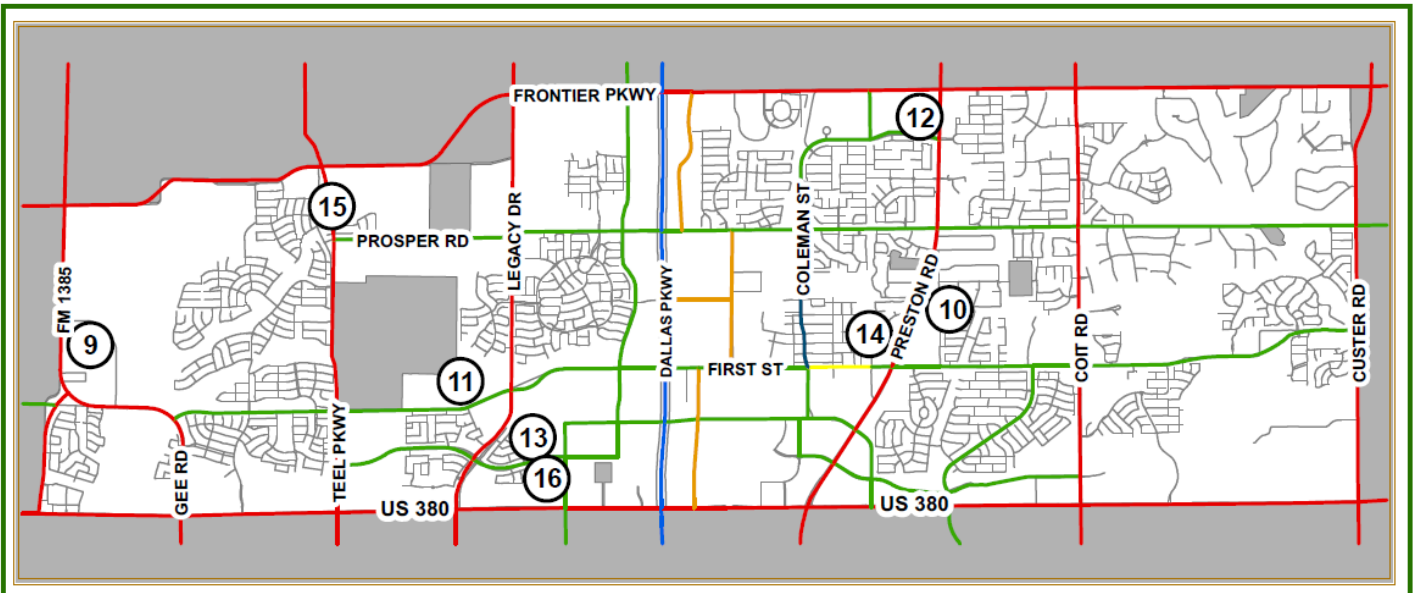 FRONTIER PKWY
12
15
COLEMAN ST
LEGACY DR
PROSPER RD
FM 1385
DALLAS PKWY
PRESTON RD
10
CUSTER RD
9
14
COIT RD
11
FIRST ST
13
TEEL PKWY
GEE RD
16
US 380
US 380